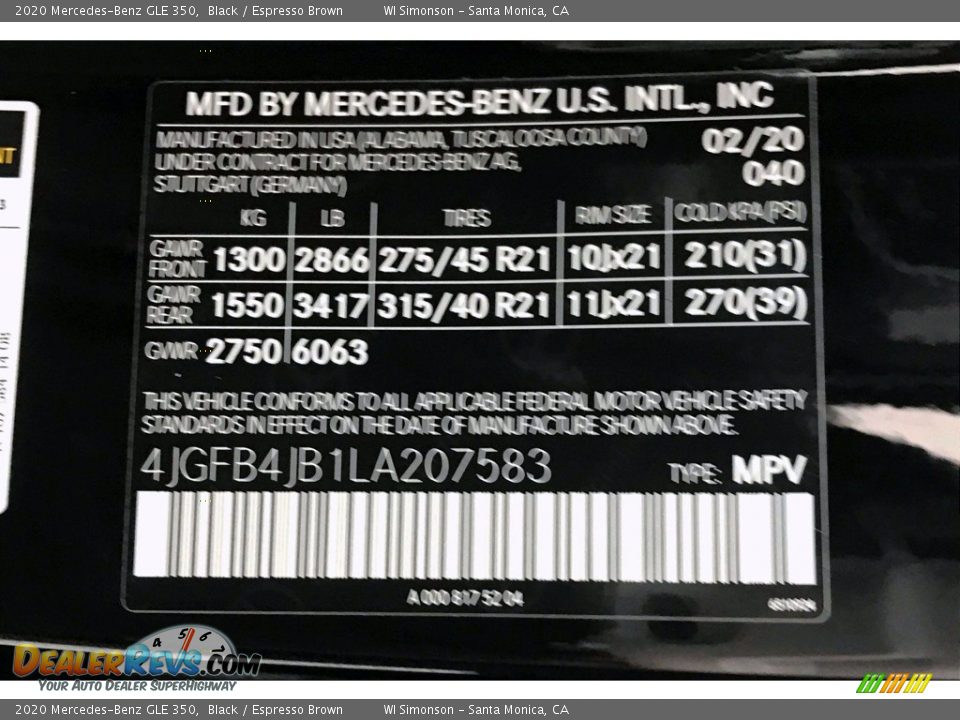 2020 Mercedes-Benz GLE 350, Black / Espresso Brown WI Simonson - Santa Monica, CA
MFD BY MERCEDES-BENZ U.S. INTL., INC
MANUFACTURED IN USA (ALABAMA, TUSCALOOSA COUNTY) 02/20
UNDER CONTRACT FOR MERCEDES-BENZ AG, 040
STUTTGART (GERMANY)
KG LB TIRES RIM SIZE COLD KPA (PSI)
GAWR FRONT 1300 2866 275/45 R21 10Jx21 210(31)
GAWR REAR 1550 3417 315/40 R21 11Jx21 270(39)
GVWR 2750 6063
THIS VEHICLE CONFORMS TO ALL APPLICABLE FEDERAL MOTOR VEHICLE SAFETY
STANDARDS IN EFFECT ON THE DATE OF MANUFACTURE SHOWN ABOVE.
4JGFB4JB1LA207583 TYPE: MPV
A 000 817 52 04
4 5 6
DealerRevs.com
Your Auto Dealer SuperHighway
2020 Mercedes-Benz GLE 350, Black / Espresso Brown WI Simonson - Santa Monica, CA